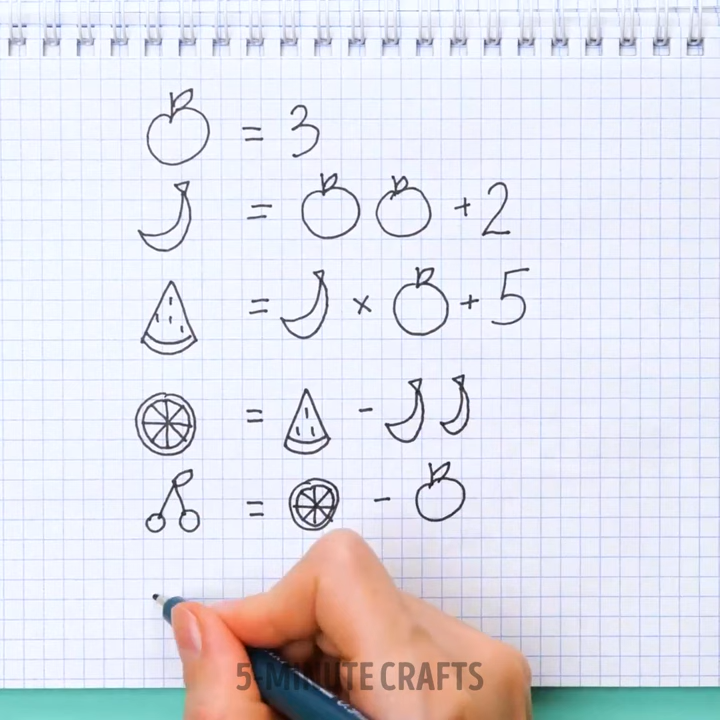 = 3
= + 2
= × + 5
= -
= -
5-MINUTE CRAFTS